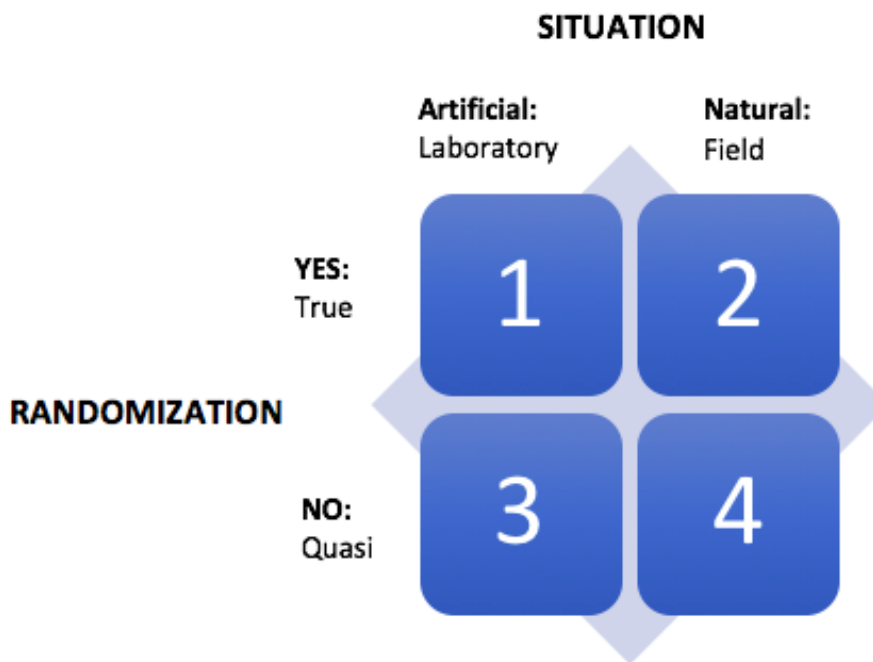 SITUATION
Artificial:
Laboratory
Natural:
Field
YES:
True
1
2
RANDOMIZATION
NO:
Quasi
3
4